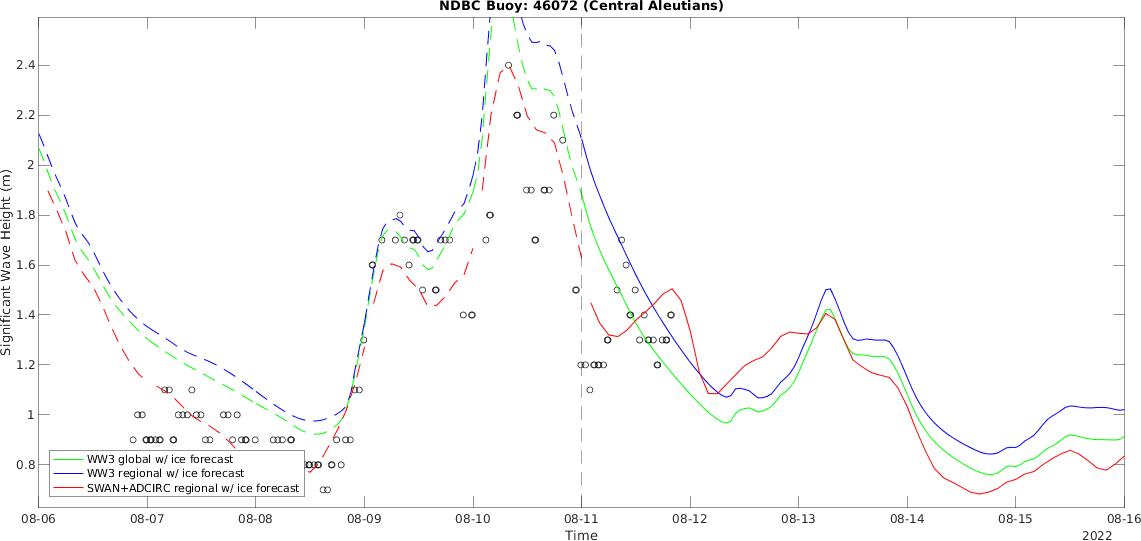 NDBC Buoy: 46072 (Central Aleutians)
Significant Wave Height (m)
2.4
2.2
2
1.8
1.6
1.4
1.2
1
0.8
WW3 global w/ ice forecast
WW3 regional w/ ice forecast
SWAN+ADCIRC regional w/ ice forecast
08-06 08-07 08-08 08-09 08-10 08-11 08-12 08-13 08-14 08-15 08-16
Time
2022